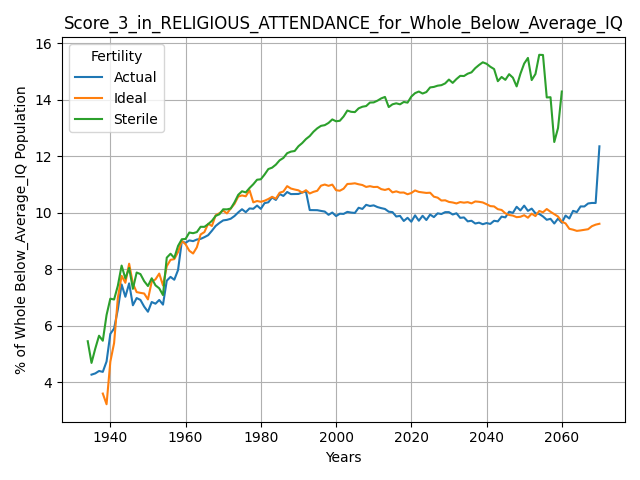 Score_3_in_RELIGIOUS_ATTENDANCE_for_Whole_Below_Average_IQ
Fertility
Actual
Ideal
Sterile
% of Whole Below_Average_IQ Population
16
14
12
10
8
6
4
1940
1960
1980
2000
2020
2040
2060
Years